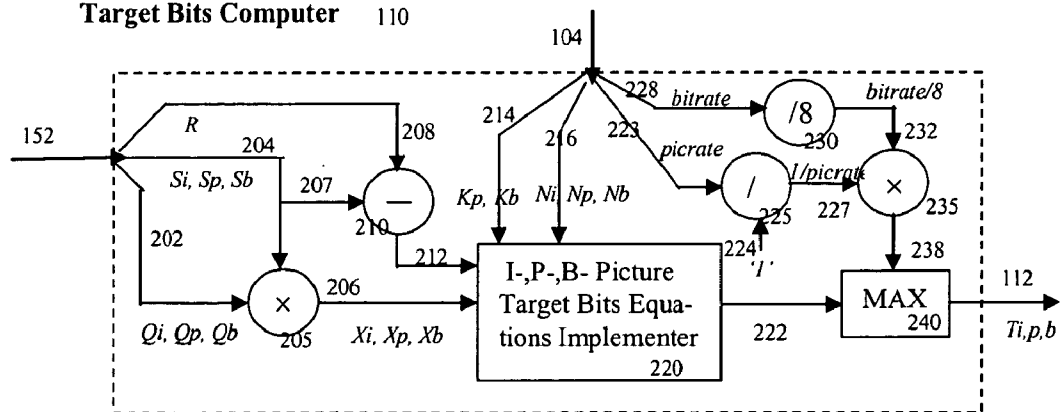 Target Bits Computer 110
104
152
R
208
204
Si, Sp, Sb
207
210
202
212
206
Qi, Qp, Qb
×
205
Xi, Xp, Xb
214
216
223
228
bitrate
/8
230
bitrate/8
232
picrate
/
225
1/picrate
227
×
235
Kp, Kb
Ni, Np, Nb
224
'1'
238
I-,P-,B- Picture
Target Bits Equa-
tions Implementer
220
222
MAX
240
112
Ti,p,b